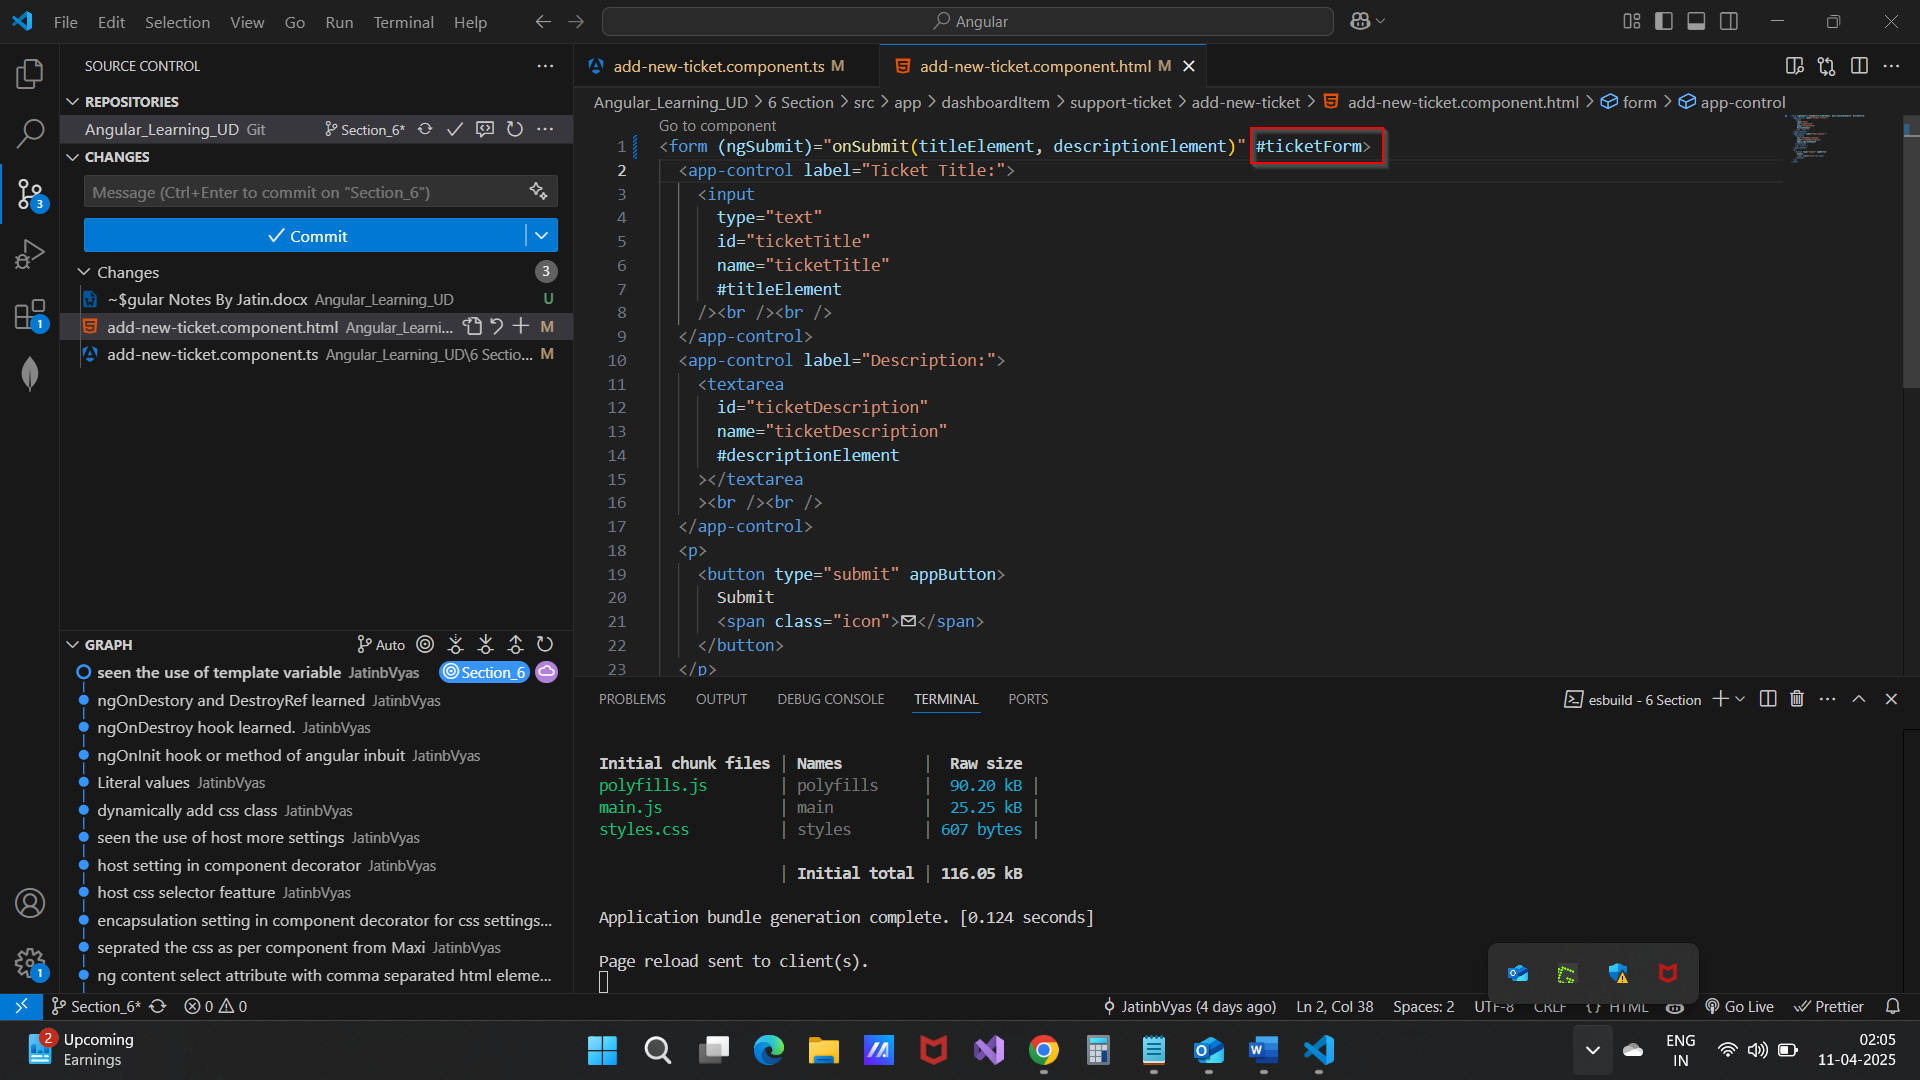 File Edit Selection View Go Run Terminal Help
Angular
SOURCE CONTROL
REPOSITORIES
Angular_Learning_UD Git Section_6*
CHANGES
Message (Ctrl+Enter to commit on "Section_6")
Commit
Changes 3
~$gular Notes By Jatin.docx Angular_Learning_UD U
add-new-ticket.component.html Angular_Learni... M
add-new-ticket.component.ts Angular_Learning_UD\6 Sectio... M
3
1
GRAPH Auto
seen the use of template variable JatinbVyas Section_6
ngOnDestory and DestroyRef learned JatinbVyas
ngOnDestroy hook learned. JatinbVyas
ngOnInit hook or method of angular inbuit JatinbVyas
Literal values JatinbVyas
dynamically add css class JatinbVyas
seen the use of host more settings JatinbVyas
host setting in component decorator JatinbVyas
host css selector featture JatinbVyas
encapsulation setting in component decorator for css settings...
seprated the css as per component from Maxi JatinbVyas
ng content select attribute with comma separated html eleme...
1
add-new-ticket.component.ts M
add-new-ticket.component.html M
Angular_Learning_UD > 6 Section > src > app > dashboardItem > support-ticket > add-new-ticket > add-new-ticket.component.html > form > app-control
Go to component
1 <form (ngSubmit)="onSubmit(titleElement, descriptionElement)" #ticketForm>
2 <app-control label="Ticket Title:">
3 <input
4 type="text"
5 id="ticketTitle"
6 name="ticketTitle"
7 #titleElement
8 /><br /><br />
9 </app-control>
10 <app-control label="Description:">
11 <textarea
12 id="ticketDescription"
13 name="ticketDescription"
14 #descriptionElement
15 ></textarea
16 ><br /><br />
17 </app-control>
18 <p>
19 <button type="submit" appButton>
20 Submit
21 <span class="icon">✉</span>
22 </button>
23 </p>
PROBLEMS OUTPUT DEBUG CONSOLE TERMINAL PORTS
esbuild - 6 Section
Initial chunk files | Names | Raw size
polyfills.js | polyfills | 90.20 kB |
main.js | main | 25.25 kB |
styles.css | styles | 607 bytes |
| Initial total | 116.05 kB
Application bundle generation complete. [0.124 seconds]
Page reload sent to client(s).
Section_6* 0 0
JatinbVyas (4 days ago) Ln 2, Col 38 Spaces: 2 UTF-8 CRLF {} HTML Go Live Prettier
2
Upcoming
Earnings
ENG
IN
02:05
11-04-2025